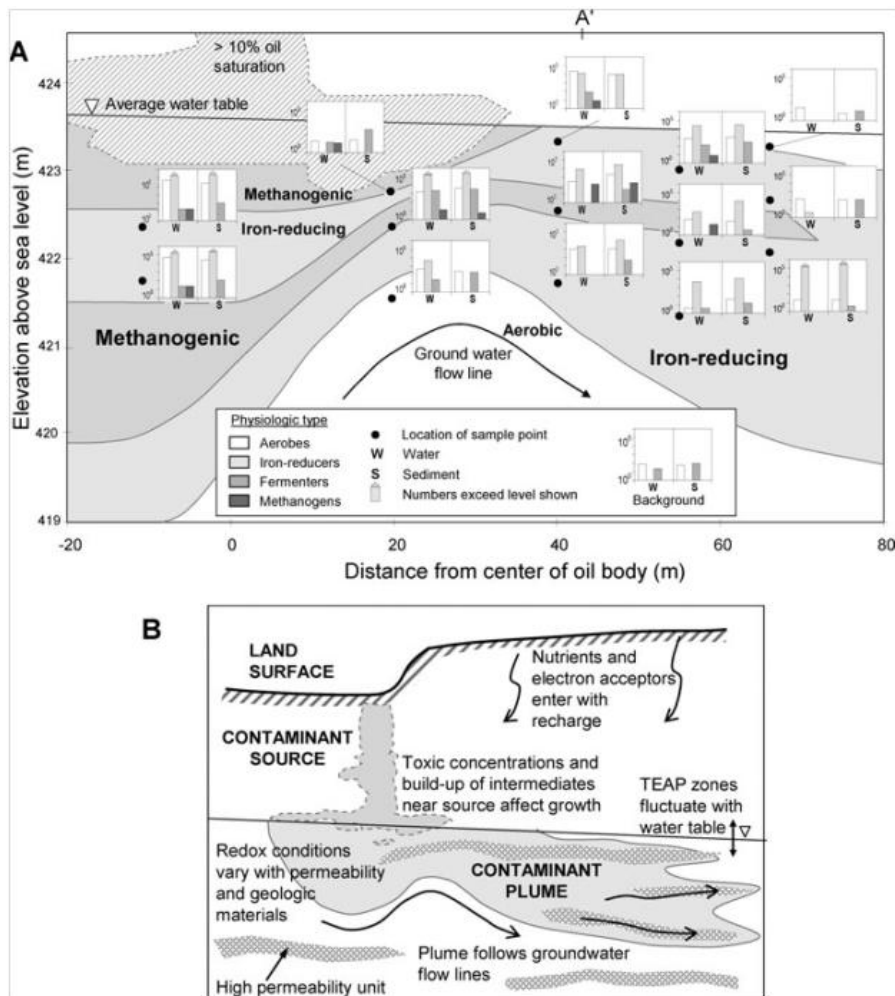 A'
A
> 10% oil
saturation
Average water table
Methanogenic
Iron-reducing
Methanogenic
Aerobic
Ground water
flow line
Iron-reducing
W S
W S
W S
W S
W S
W S
W S
W S
W S
W S
W S
W S
W S
W S
Elevation above sea level (m)
424
423
422
421
420
419
Physiologic type
Aerobes
Iron-reducers
Fermenters
Methanogens
Location of sample point
W Water
S Sediment
Numbers exceed level shown
W S
Background
-20 0 20 40 60 80
Distance from center of oil body (m)
B
LAND
SURFACE
Nutrients and
electron acceptors
enter with
recharge
CONTAMINANT
SOURCE
Toxic concentrations and
build-up of intermediates
near source affect growth
TEAP zones
fluctuate with
water table
Redox conditions
vary with permeability
and geologic
materials
CONTAMINANT
PLUME
Plume follows groundwater
flow lines
High permeability unit